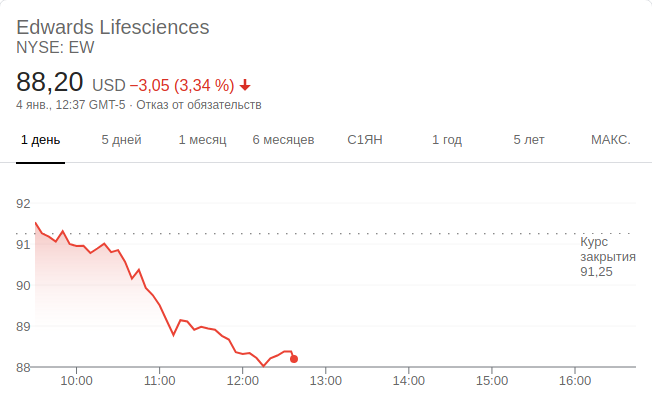 Edwards Lifesciences
NYSE: EW
88,20 USD −3,05 (3,34 %)
4 янв., 12:37 GMT-5 · Отказ от обязательств
1 день 5 дней 1 месяц 6 месяцев С1ЯН 1 год 5 лет МАКС.
92
91
90
89
88
Курс
закрытия
91,25
10:00 11:00 12:00 13:00 14:00 15:00 16:00